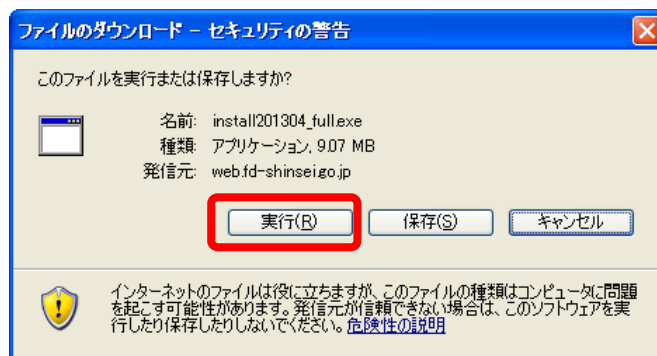 ファイルのダウンロード - セキュリティの警告
このファイルを実行または保存しますか?
名前: install201304_full.exe
種類: アプリケーション, 9.07 MB
発信元: web.fd-shinsei.go.jp
実行(R) 保存(S) キャンセル
インターネットのファイルは役に立ちますが、このファイルの種類はコンピュータに問題
を起こす可能性があります。発信元が信頼できない場合は、このソフトウェアを実
行したり保存したりしないでください。危険性の説明